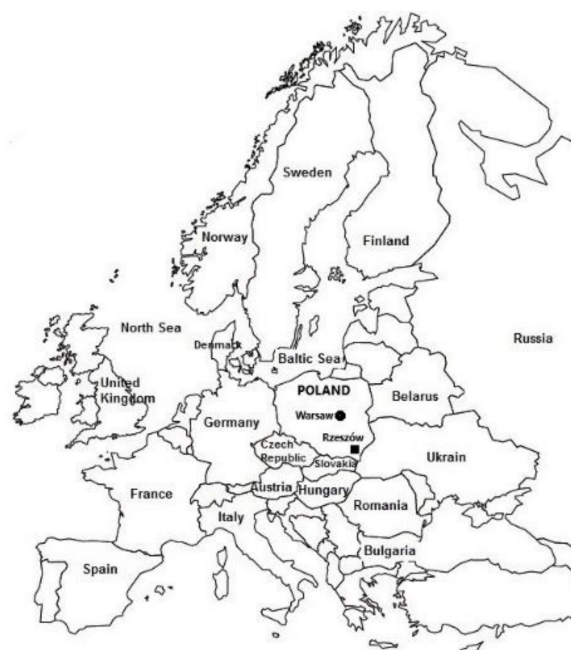 Sweden
Norway
Finland
North Sea
Russia
Denmark
Baltic Sea
United
Kingdom
POLAND
Belarus
Warsaw
Germany
Rzeszów
Czech
Republic
Ukrain
Slovakia
Austria
Hungary
France
Romania
Italy
Bulgaria
Spain